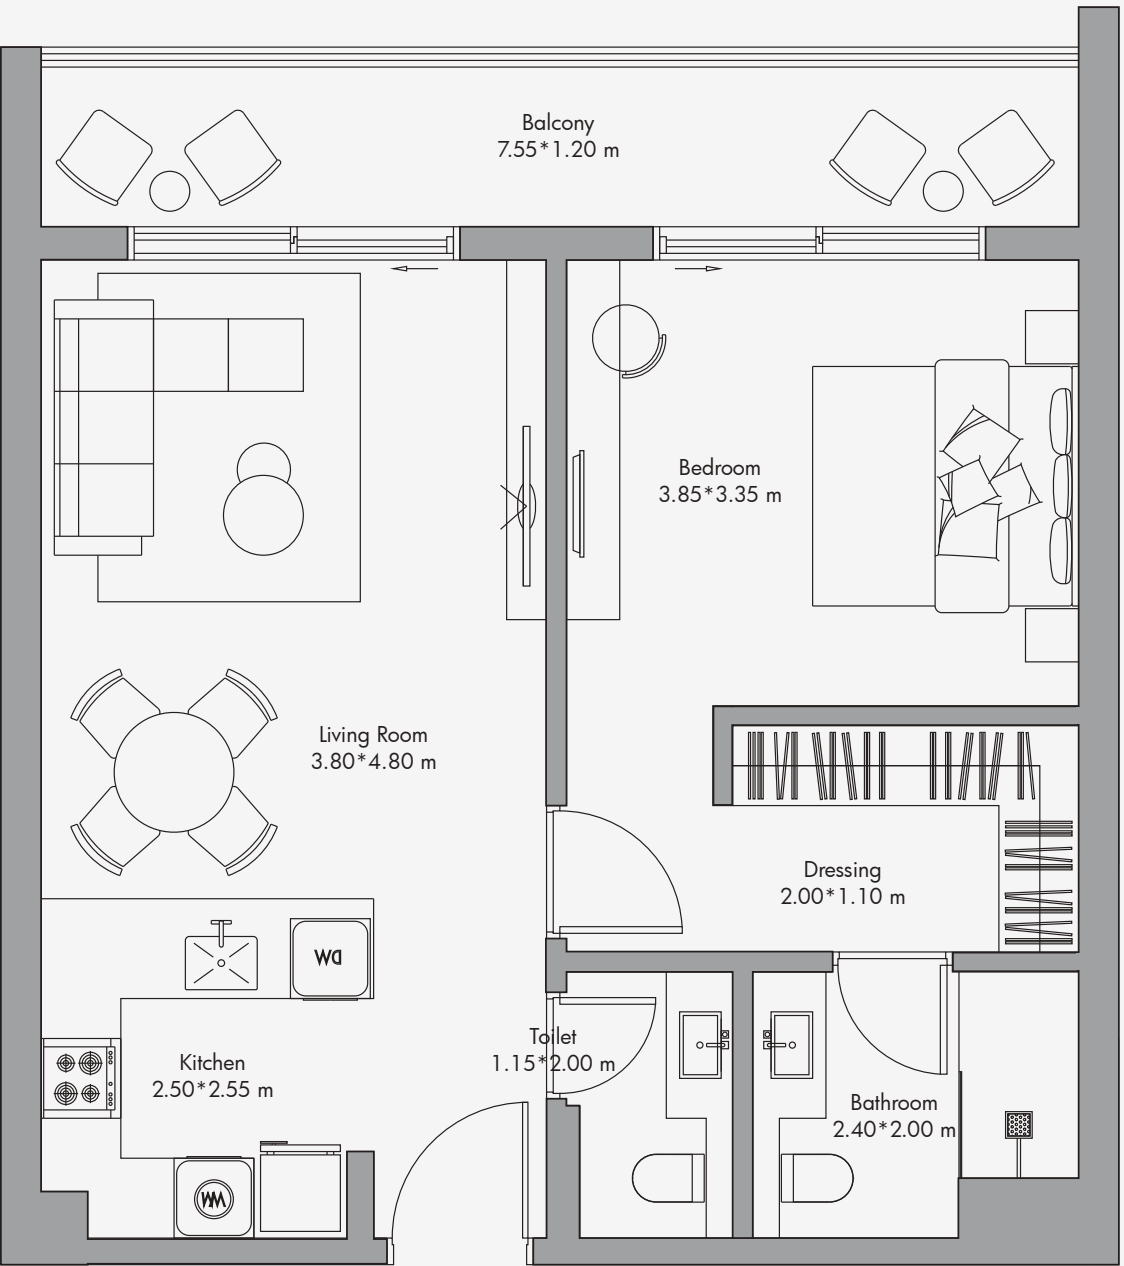 Balcony
7.55*1.20 m
Bedroom
3.85*3.35 m
Living Room
3.80*4.80 m
Dressing
2.00*1.10 m
DW
Toilet
1.15*2.00 m
Kitchen
2.50*2.55 m
Bathroom
2.40*2.00 m
WM